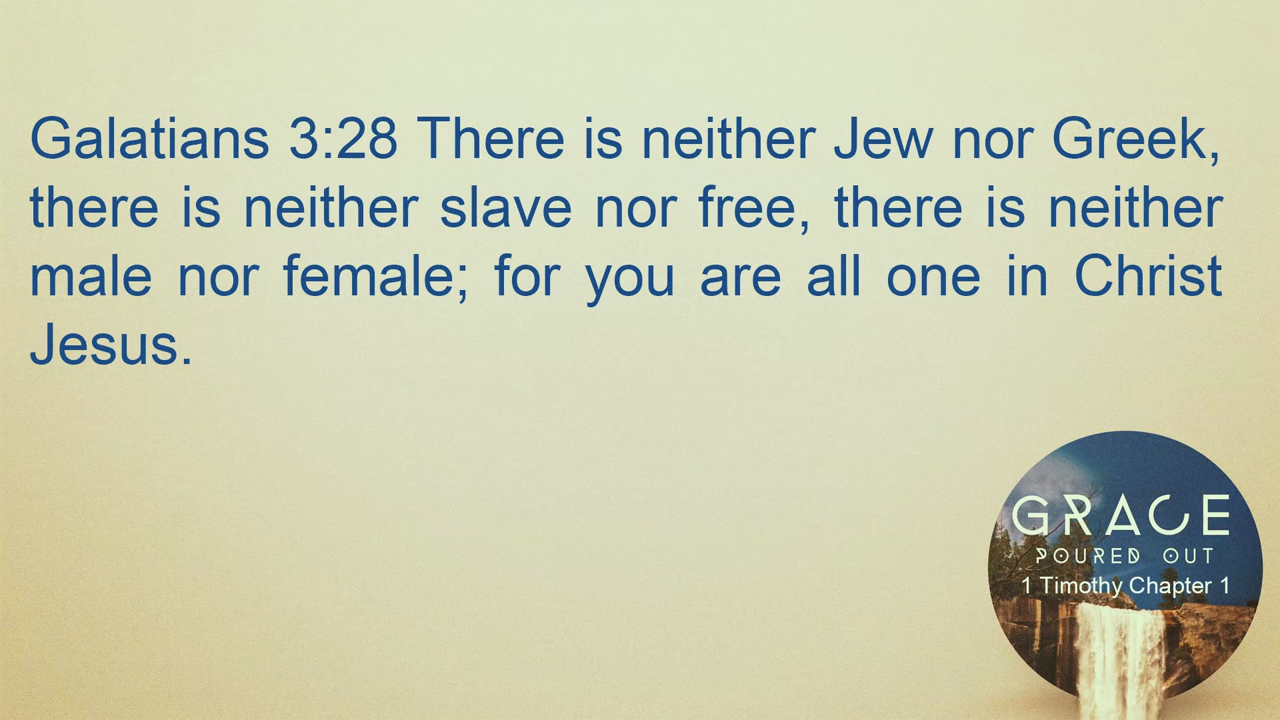 Galatians 3:28 There is neither Jew nor Greek,
there is neither slave nor free, there is neither
male nor female; for you are all one in Christ
Jesus.
GRACE
POURED OUT
1 Timothy Chapter 1